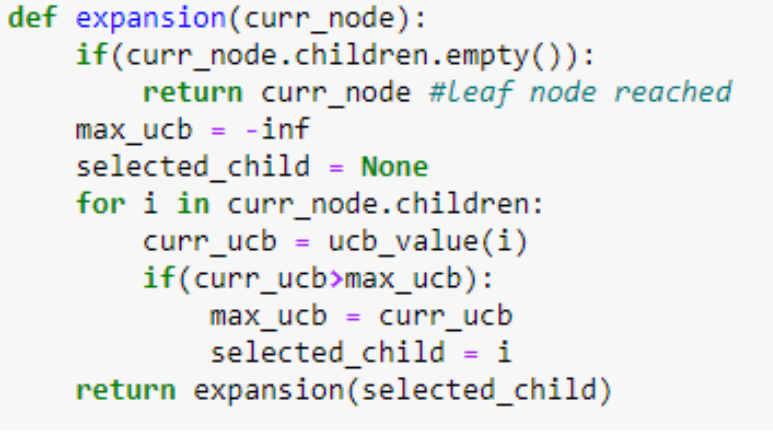 def expansion(curr_node):
    if(curr_node.children.empty()):
        return curr_node #leaf node reached
    max_ucb = -inf
    selected_child = None
    for i in curr_node.children:
        curr_ucb = ucb_value(i)
        if(curr_ucb>max_ucb):
            max_ucb = curr_ucb
            selected_child = i
    return expansion(selected_child)